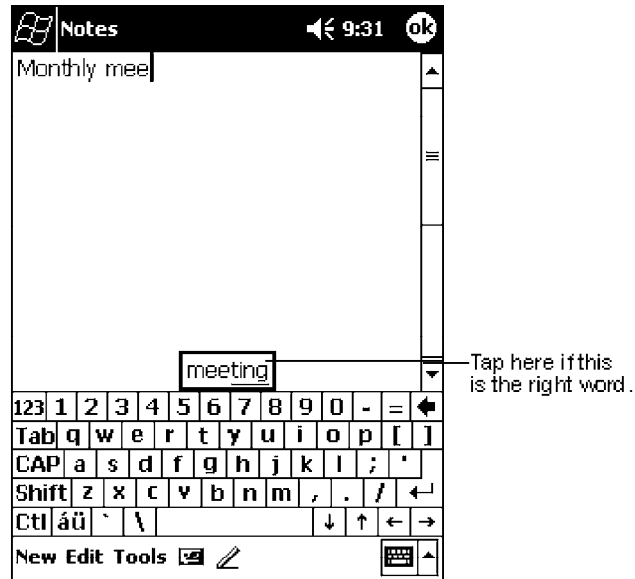 Notes 9:31 ok
Monthly mee
meeting
Tap here if this
is the right word.
123 1 2 3 4 5 6 7 8 9 0 - =
Tab q w e r t y u i o p [ ]
CAP a s d f g h j k l ; '
Shift z x c v b n m , . /
Ctl áü ` \ ↓ ↑ ← →
New Edit Tools